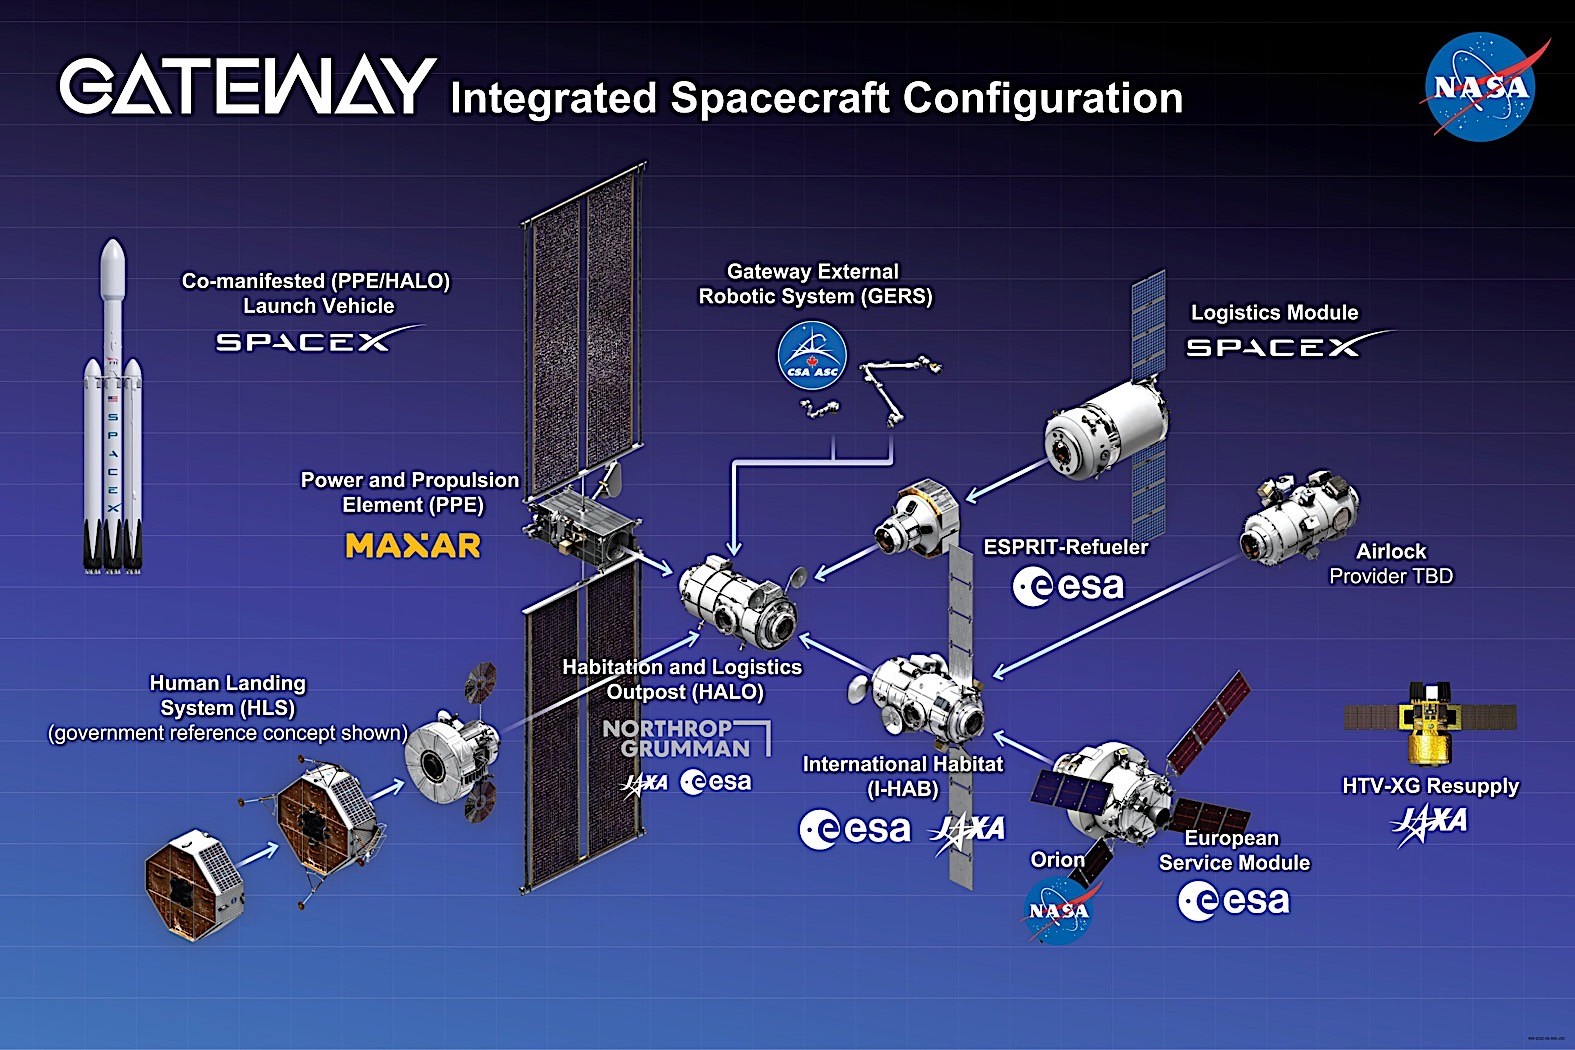 GATEWAY Integrated Spacecraft Configuration
NASA
Co-manifested (PPE/HALO)
Launch Vehicle
SPACEX
SPACEX
Gateway External
Robotic System (GERS)
CSA ASC
Logistics Module
SPACEX
Power and Propulsion
Element (PPE)
MAXAR
ESPRIT-Refueler
esa
Airlock
Provider TBD
Human Landing
System (HLS)
(government reference concept shown)
Habitation and Logistics
Outpost (HALO)
NORTHROP
GRUMMAN
JAXA esa
International Habitat
(I-HAB)
esa JAXA
HTV-XG Resupply
JAXA
Orion
NASA
European
Service Module
esa